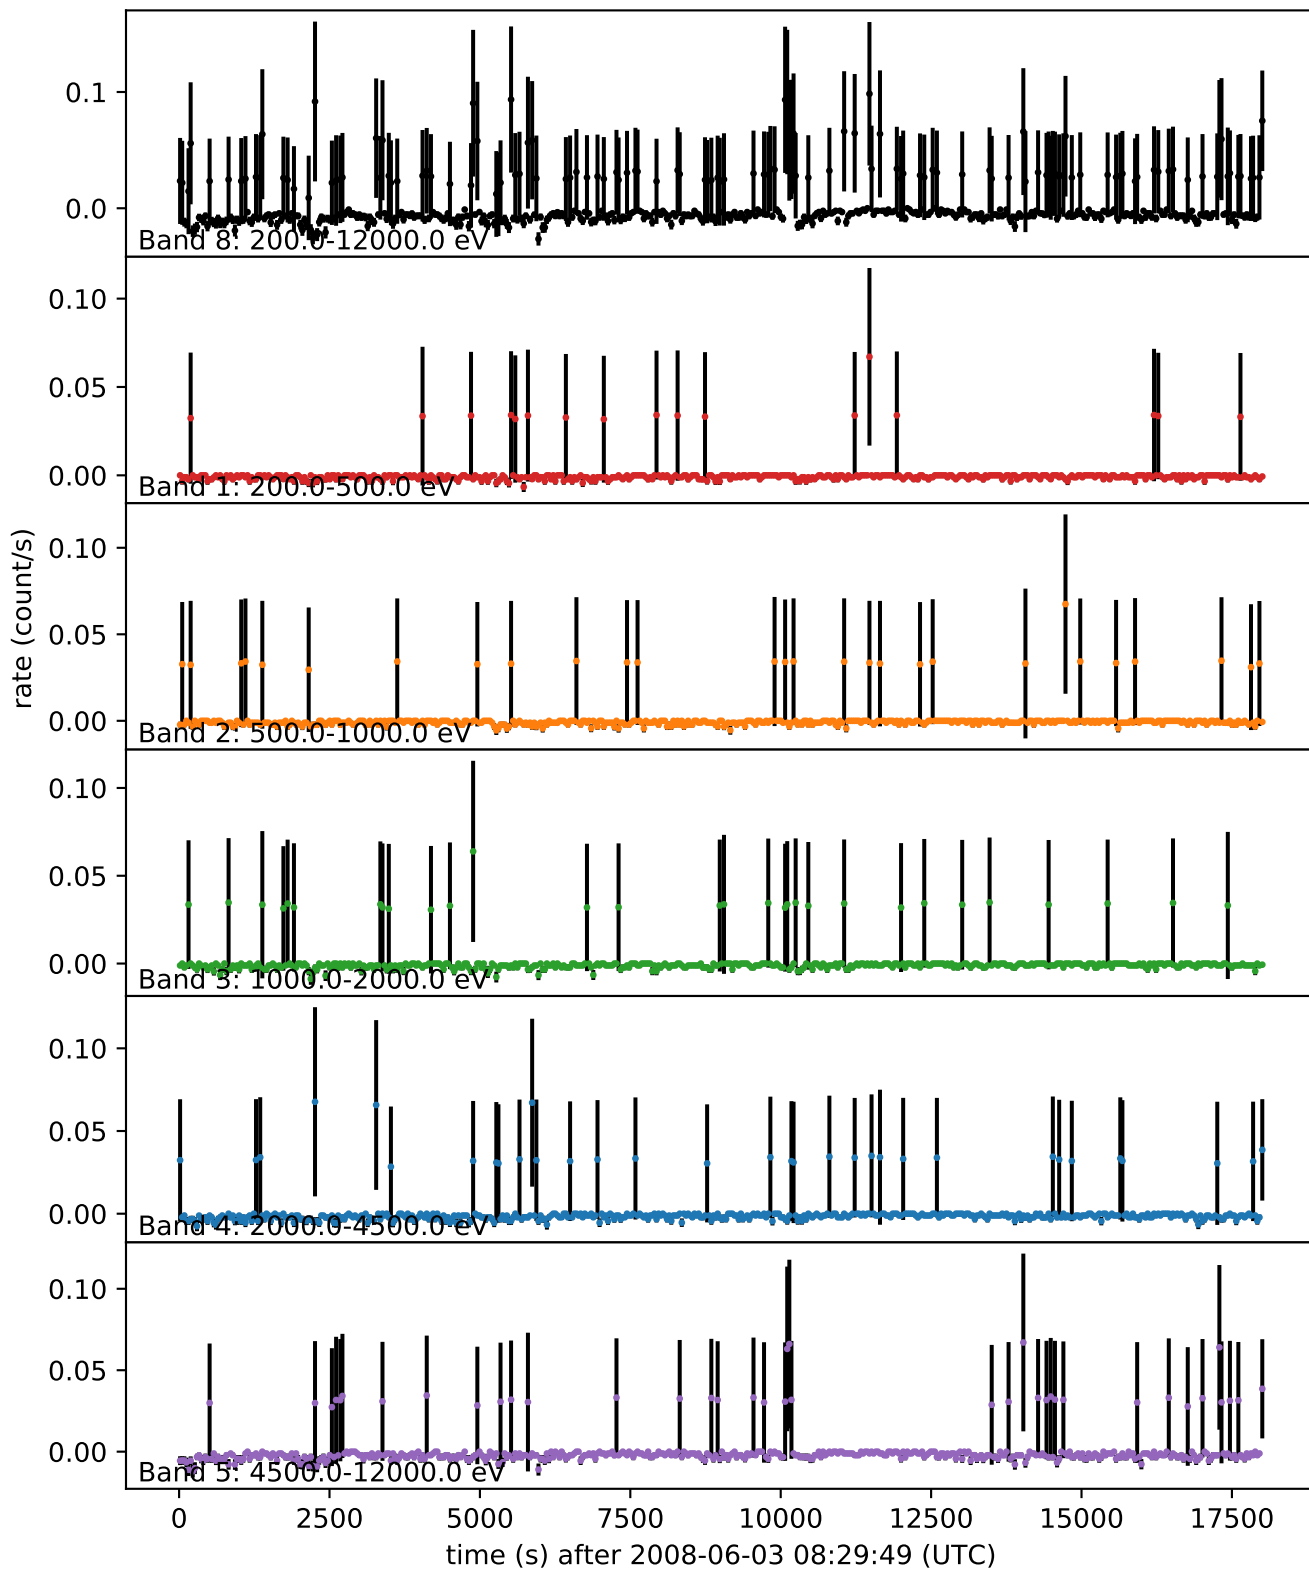 0.1
0.0
Band 8: 200.0-12000.0 eV
0.10
0.05
0.00
Band 1: 200.0-500.0 eV
rate (count/s)
0.10
0.05
0.00
Band 2: 500.0-1000.0 eV
0.10
0.05
0.00
Band 3: 1000.0-2000.0 eV
0.10
0.05
0.00
Band 4: 2000.0-4500.0 eV
0.10
0.05
0.00
Band 5: 4500.0-12000.0 eV
0 2500 5000 7500 10000 12500 15000 17500
time (s) after 2008-06-03 08:29:49 (UTC)